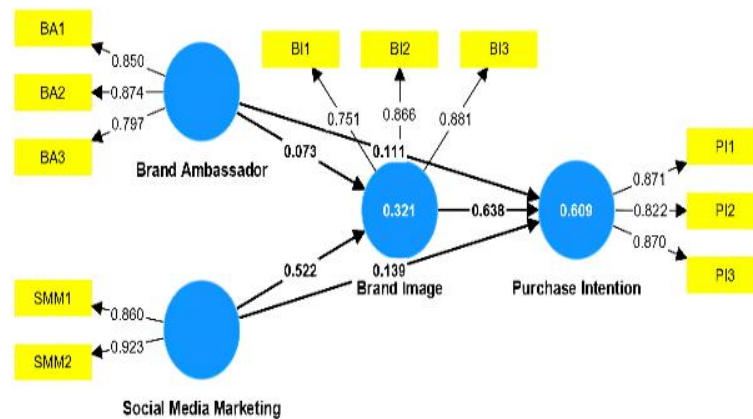 BA1
BA2
BA3
0.850
0.874
0.797
Brand Ambassador
BI1
BI2
BI3
0.751
0.866
0.881
0.111
0.073
0.321
0.638
0.609
0.522
0.139
Brand Image
Purchase Intention
PI1
PI2
PI3
0.871
0.822
0.870
SMM1
SMM2
0.860
0.923
Social Media Marketing